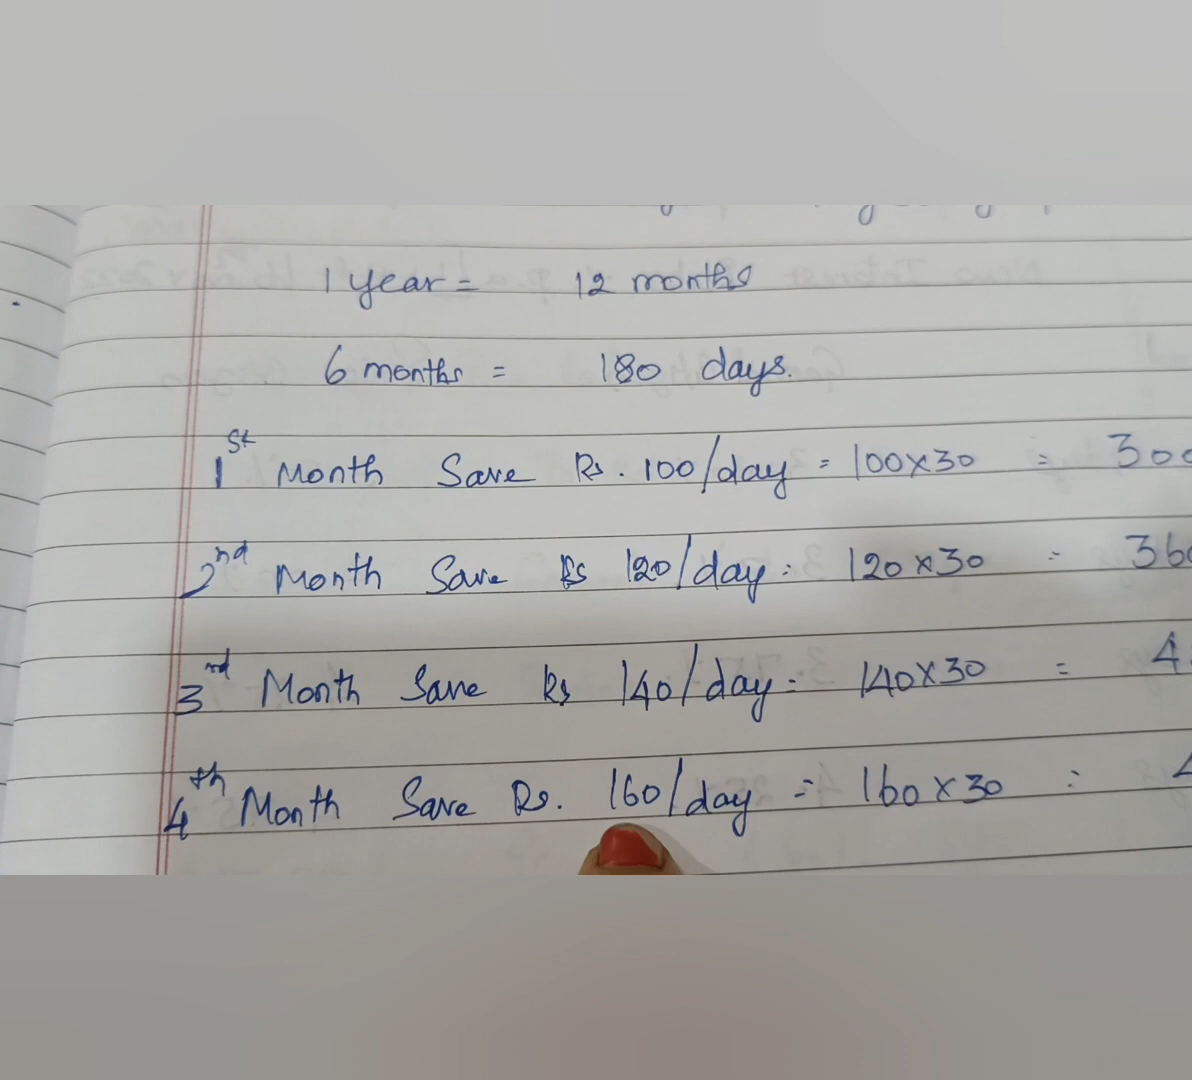 1 year = 12 months
6 months = 180 days.
1st Month Save Rs. 100/day = 100x30 = 300
2nd Month Save Rs 120/day = 120x30 = 360
3rd Month Save Rs 140/day = 140x30 = 4
4th Month Save Rs. 160/day = 160x30 = 4